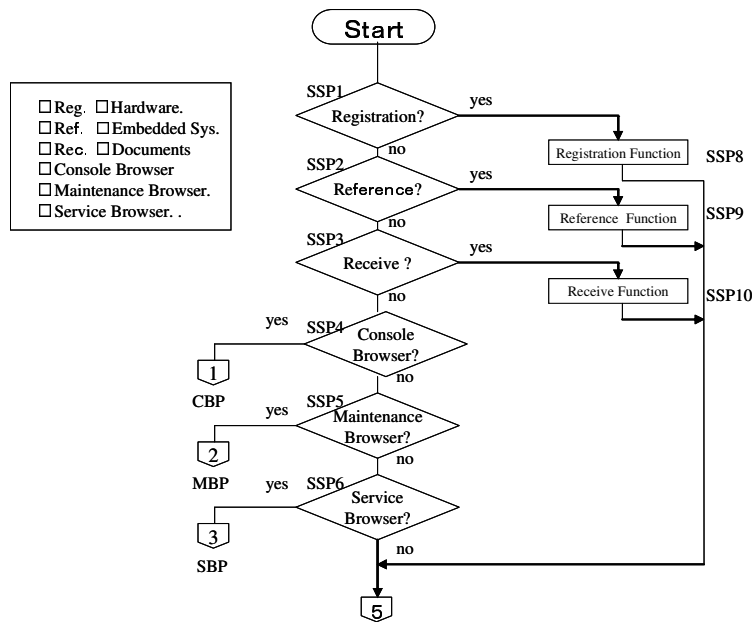 Start
SSP1
Registration?
yes
no
☐ Reg. ☐ Hardware.
☐ Ref. ☐ Embedded Sys.
☐ Rec. ☐ Documents
☐ Console Browser
☐ Maintenance Browser.
☐ Service Browser. .
Registration Function
SSP8
SSP2
Reference?
yes
no
Reference Function
SSP9
SSP3
Receive ?
yes
no
Receive Function
SSP10
SSP4
Console
Browser?
yes
no
1
CBP
SSP5
Maintenance
Browser?
yes
no
2
MBP
SSP6
Service
Browser?
yes
no
3
SBP
5